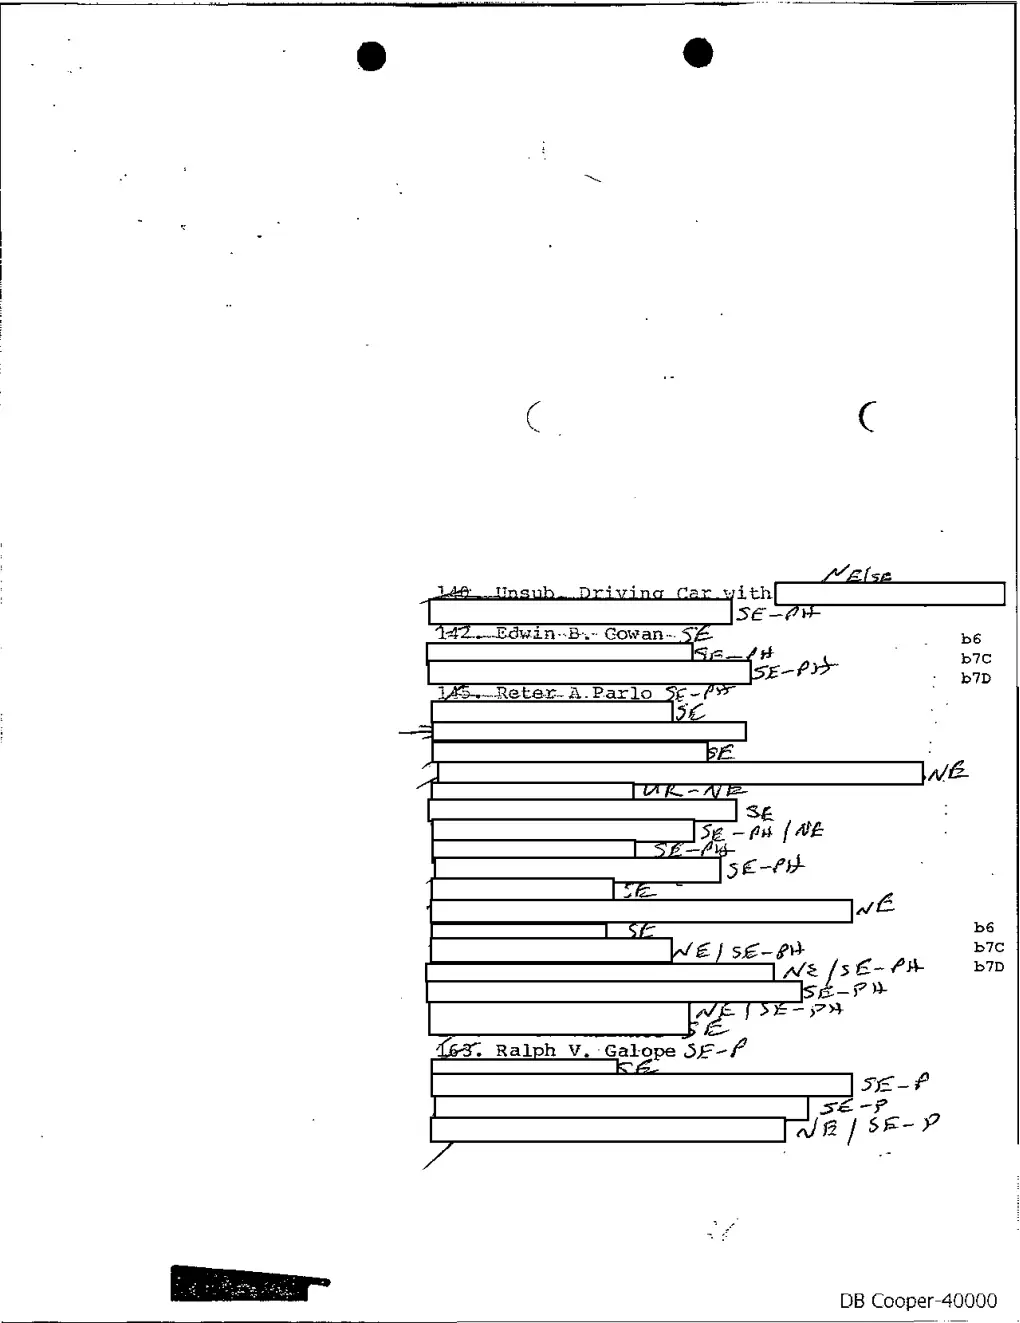 NE/SE
140. Unsub. Driving Car with
SE-PH
142. Edwin B. Gowan SE
b6
SE-PH
b7C
SE-PH
b7D
145. Reter A.Parlo SE-PH
SE
SE
NE
UR-NE
SE
SE-PH/NE
SE-PH
SE-PH
SE
NE
SE
b6
NE/SE-PH
b7C
NE/SE-PH
b7D
SE-PH
NE/SE-PH
SE
163. Ralph V. Galope SE-P
SE
SE-P
SE-P
NE/SE-P
DB Cooper-40000